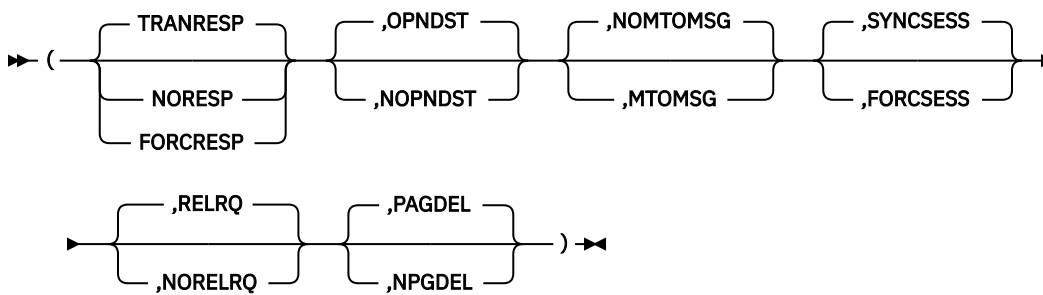 TRANRESP ,OPNDST ,NOMTOMSG ,SYNCSESS
(
NORESP ,NOPNDST ,MTOMSG ,FORCSESS
FORCRESP
,RELRQ ,PAGDEL
)
,NORELRQ ,NPGDEL